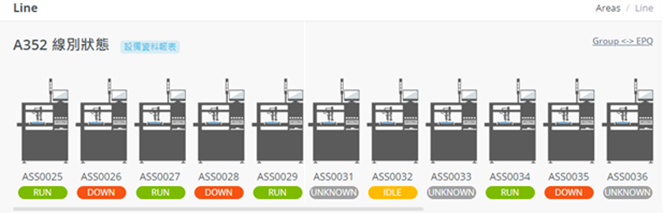 Line
Areas / Line
A352 線別狀態 設備資料報表
Group <-> EPQ
ASS0025 ASS0026 ASS0027 ASS0028 ASS0029 ASS0031 ASS0032 ASS0033 ASS0034 ASS0035 ASS0036
RUN DOWN RUN DOWN RUN UNKNOWN IDLE UNKNOWN RUN DOWN UNKNOWN